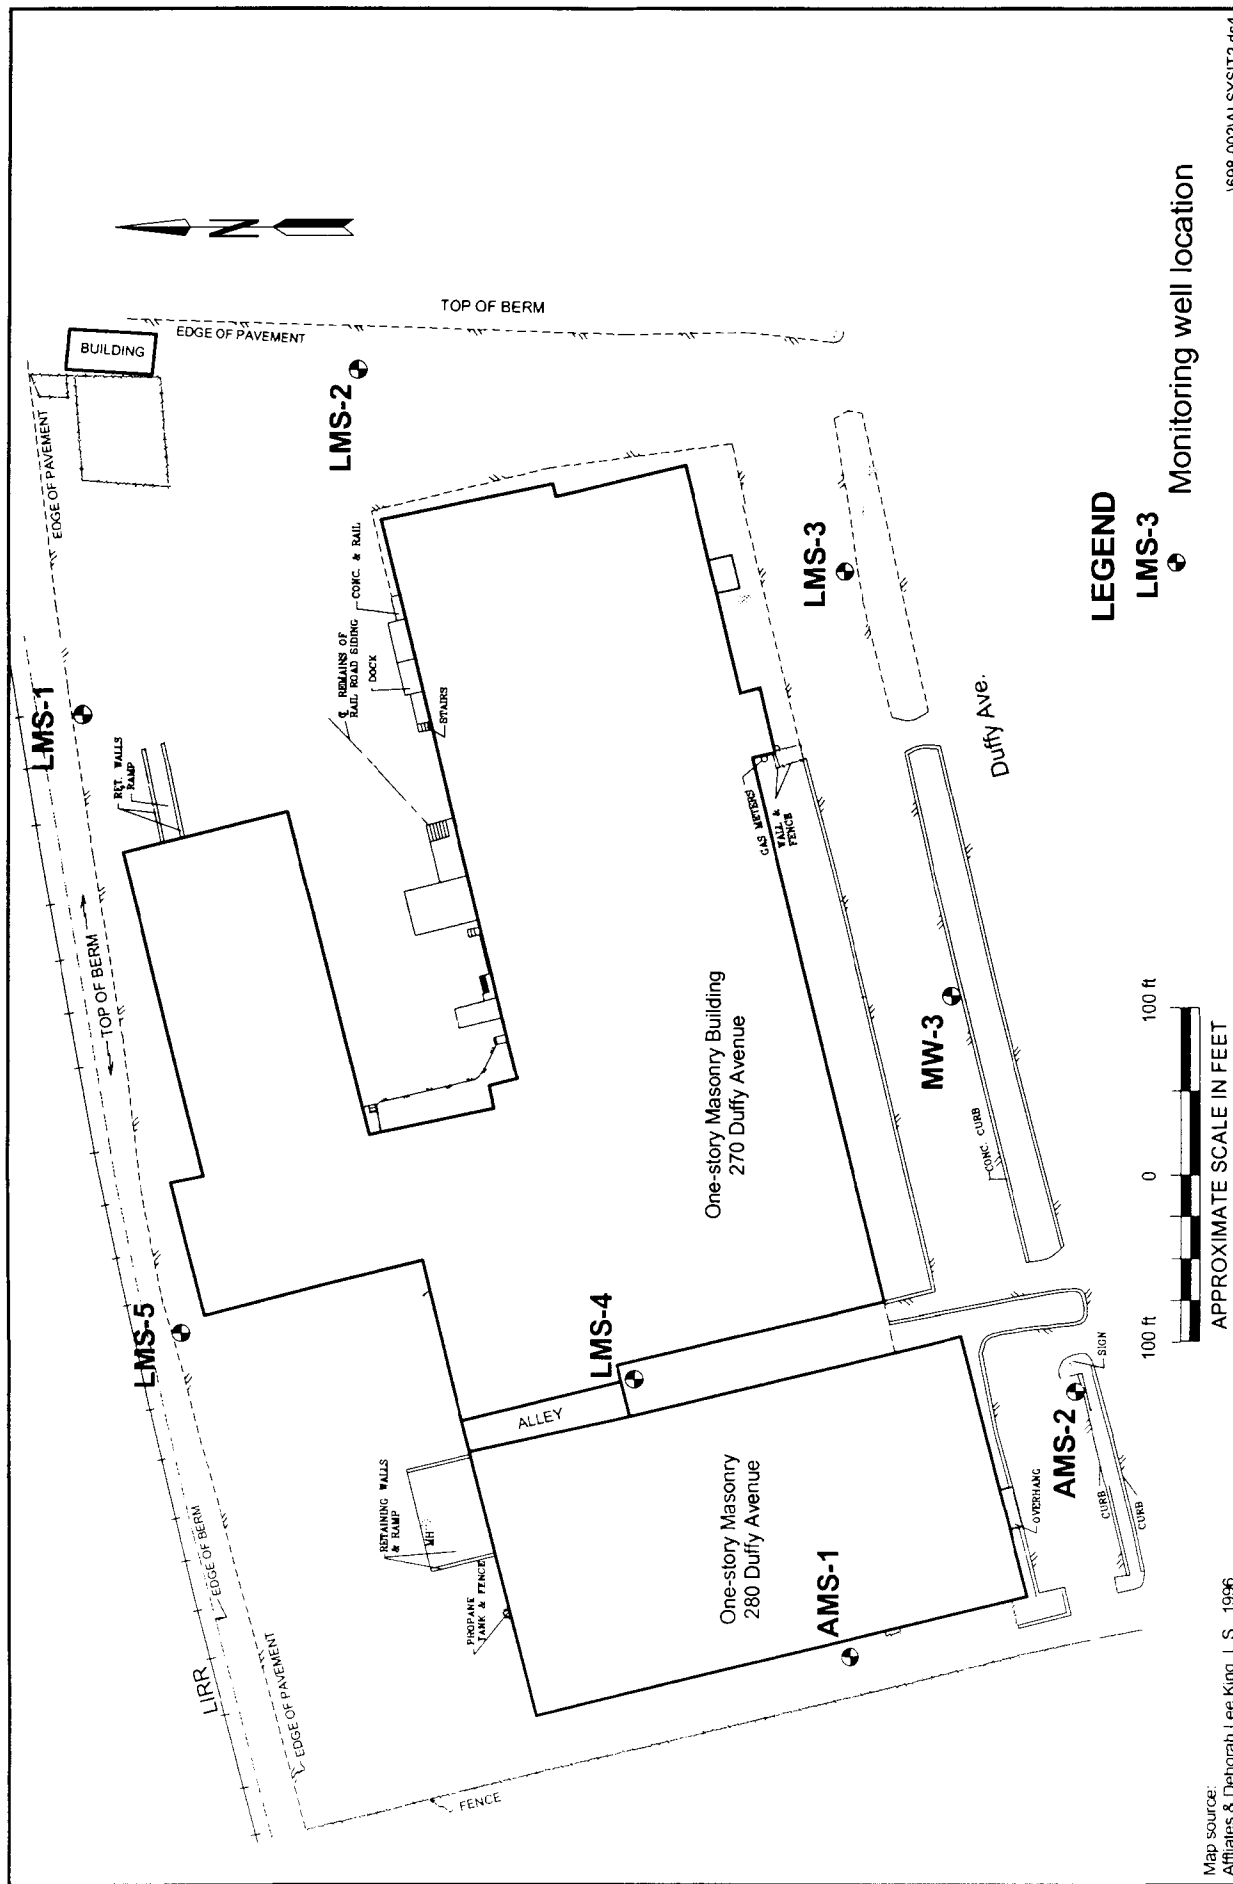 LIRR
EDGE OF PAVEMENT
EDGE OF BERM
FENCE
LMS-5
TOP OF BERM
LMS-1
RET. WALLS
RAMP
EDGE OF PAVEMENT
BUILDING
EDGE OF PAVEMENT
TOP OF BERM
N
LMS-2
℄ REMAINS OF
RAIL ROAD SIDING
DOCK
CONC. & RAIL
STAIRS
RETAINING WALLS
& RAMP
MH
PROPANE
TANK & FENCE
ALLEY
LMS-4
One-story Masonry Building
270 Duffy Avenue
One-story Masonry
280 Duffy Avenue
GAS METERS
WALL &
FENCE
LMS-3
AMS-1
MW-3
CONC. CURB
Duffy Ave.
OVERHANG
AMS-2
SIGN
CURB
CURB
LEGEND
LMS-3
Monitoring well location
100 ft
0
100 ft
APPROXIMATE SCALE IN FEET
Map source:
Affiliates & Deborah Lee King, L.S., 1996